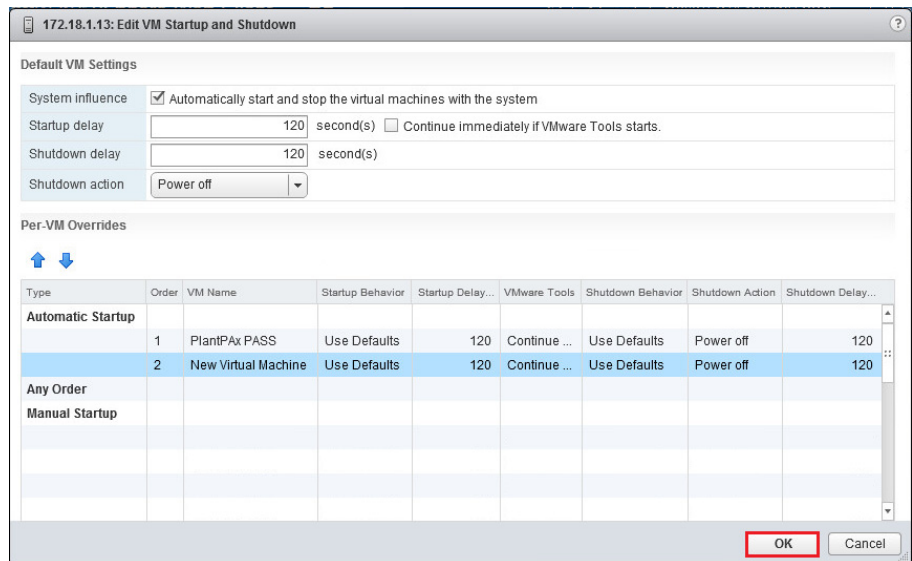 172.18.1.13: Edit VM Startup and Shutdown ?
Default VM Settings
System influence Automatically start and stop the virtual machines with the system
Startup delay 120 second(s) Continue immediately if VMware Tools starts.
Shutdown delay 120 second(s)
Shutdown action Power off
Per-VM Overrides
Type Order VM Name Startup Behavior Startup Delay... VMware Tools Shutdown Behavior Shutdown Action Shutdown Delay...
Automatic Startup
1 PlantPAx PASS Use Defaults 120 Continue ... Use Defaults Power off 120
2 New Virtual Machine Use Defaults 120 Continue ... Use Defaults Power off 120
Any Order
Manual Startup
OK Cancel